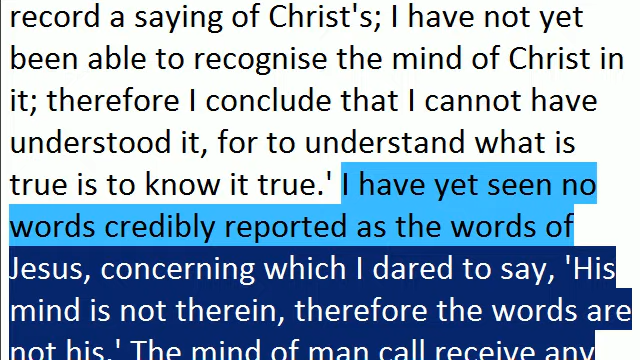 record a saying of Christ's; I have not yet
been able to recognise the mind of Christ in
it; therefore I conclude that I cannot have
understood it, for to understand what is
true is to know it true.' I have yet seen no
words credibly reported as the words of
Jesus, concerning which I dared to say, 'His
mind is not therein, therefore the words are
not his.' The mind of man call receive any